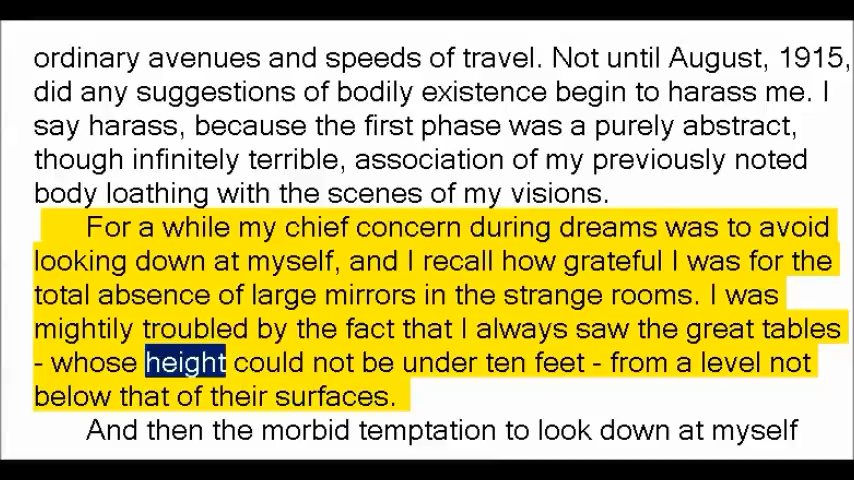 ordinary avenues and speeds of travel. Not until August, 1915,
did any suggestions of bodily existence begin to harass me. I
say harass, because the first phase was a purely abstract,
though infinitely terrible, association of my previously noted
body loathing with the scenes of my visions.
For a while my chief concern during dreams was to avoid
looking down at myself, and I recall how grateful I was for the
total absence of large mirrors in the strange rooms. I was
mightily troubled by the fact that I always saw the great tables
- whose height could not be under ten feet - from a level not
below that of their surfaces.
And then the morbid temptation to look down at myself